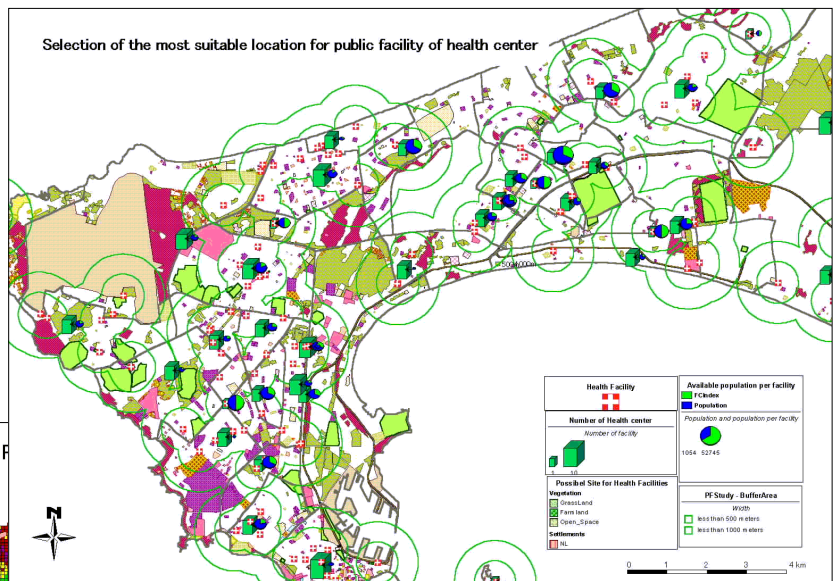 Selection of the most suitable location for public facility of health center
500-1000m
Health Facility
Number of Health center
Number of facility
1 10
Possibel Site for Health Facilities
Vegetation
GrassLand
Farm land
Open_Space
Settlements
NL
Available population per facility
FCIndex
Population
Population and population per facility
1054 52745
PFStudy - BufferArea
Width
less than 500 meters
less than 1000 meters
N
0 1 2 3 4 km